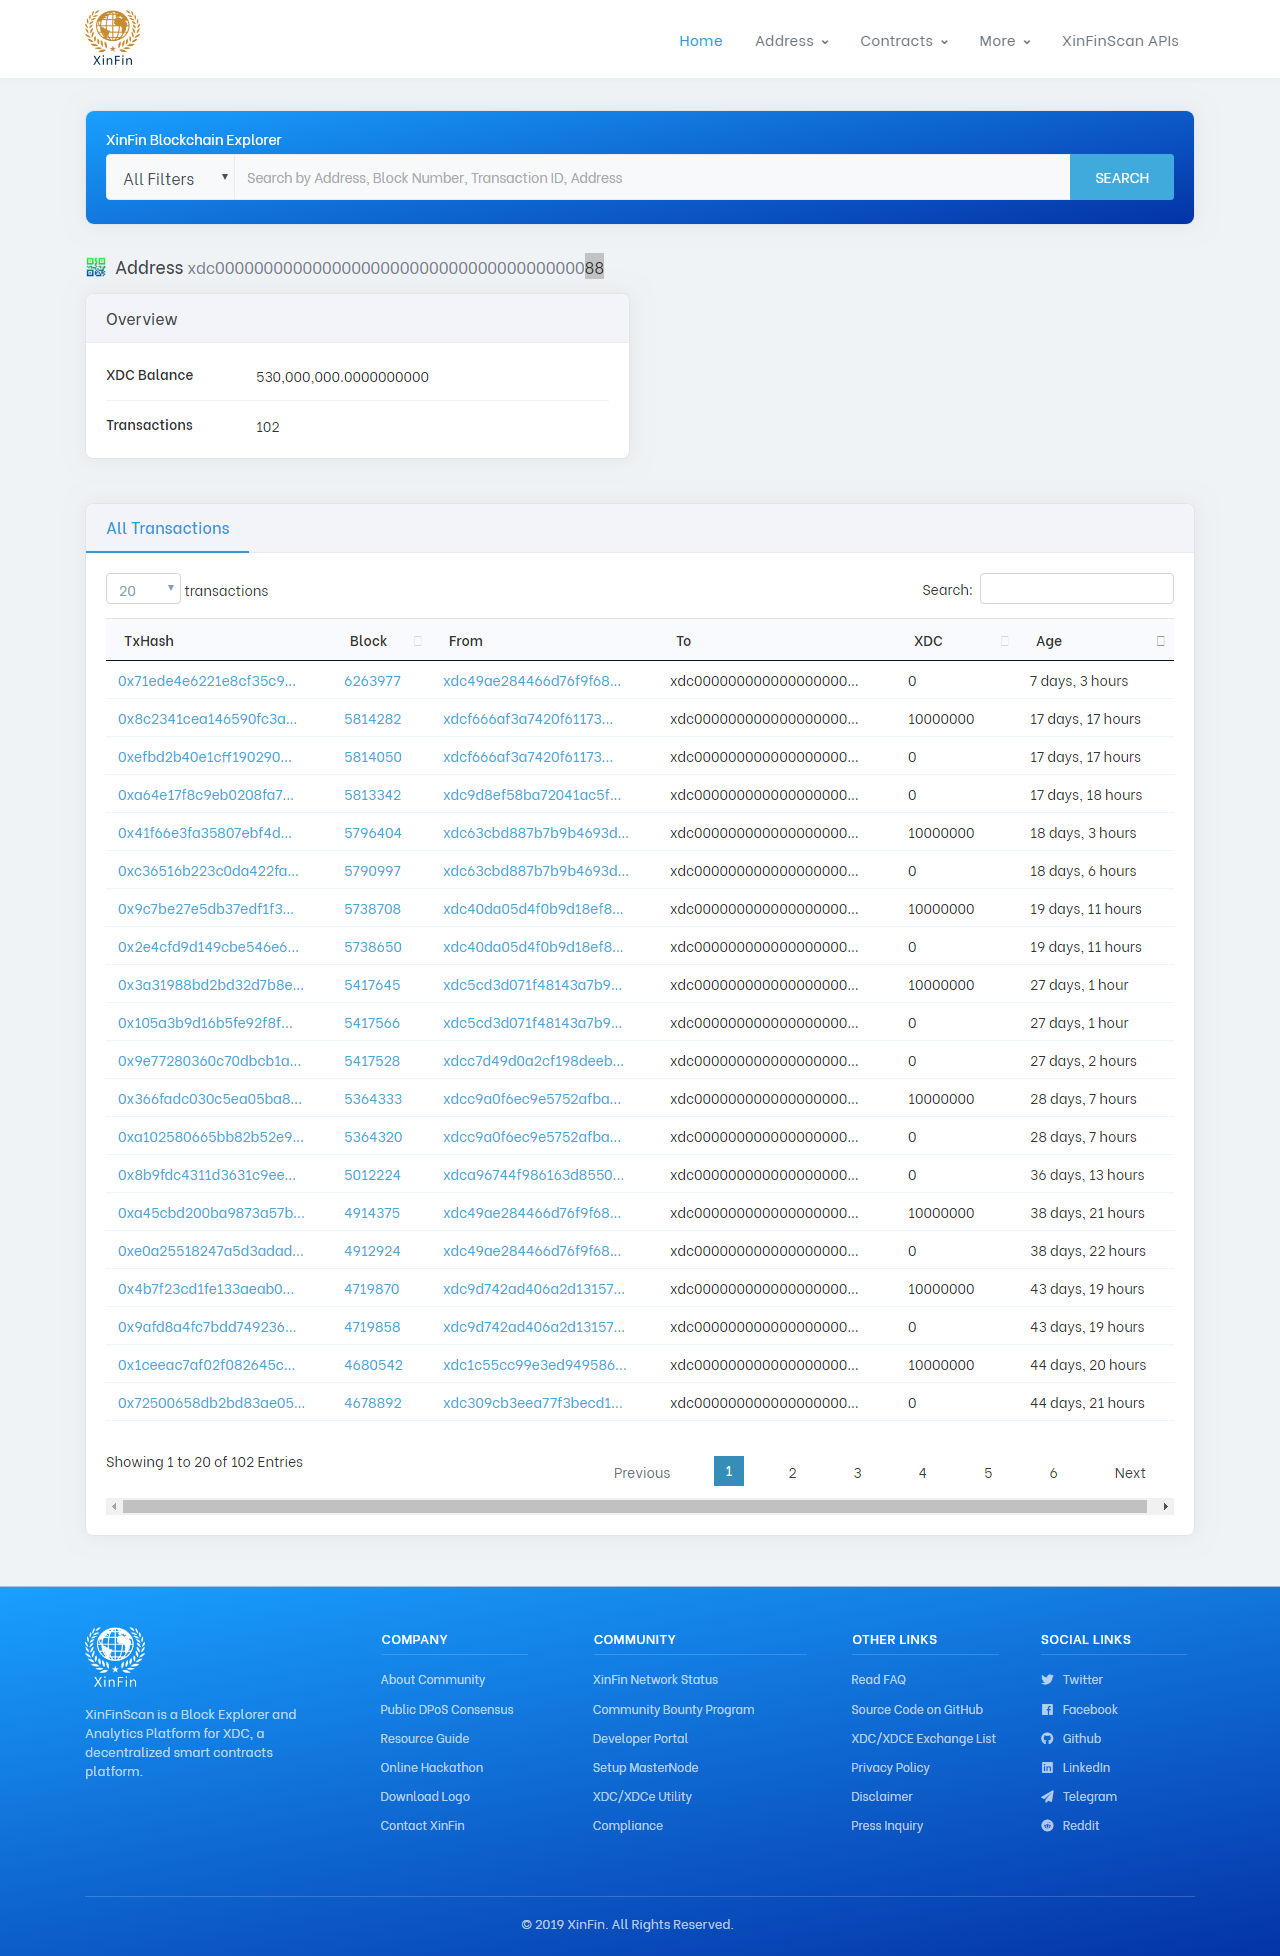 XinFin
Home
Address
Contracts
More
XinFinScan APIs
XinFin Blockchain Explorer
All Filters
Search by Address, Block Number, Transaction ID, Address
SEARCH
Address xdc0000000000000000000000000000000000000088
Overview
XDC Balance 530,000,000.0000000000
Transactions 102
All Transactions
20 transactions Search:
TxHash Block From To XDC Age
0x71ede4e6221e8cf35c9... 6263977 xdc49ae284466d76f9f68... xdc000000000000000000... 0 7 days, 3 hours
0x8c2341cea146590fc3a... 5814282 xdcf666af3a7420f61173... xdc000000000000000000... 10000000 17 days, 17 hours
0xefbd2b40e1cff190290... 5814050 xdcf666af3a7420f61173... xdc000000000000000000... 0 17 days, 17 hours
0xa64e17f8c9eb0208fa7... 5813342 xdc9d8ef58ba72041ac5f... xdc000000000000000000... 0 17 days, 18 hours
0x41f66e3fa35807ebf4d... 5796404 xdc63cbd887b7b9b4693d... xdc000000000000000000... 10000000 18 days, 3 hours
0xc36516b223c0da422fa... 5790997 xdc63cbd887b7b9b4693d... xdc000000000000000000... 0 18 days, 6 hours
0x9c7be27e5db37edf1f3... 5738708 xdc40da05d4f0b9d18ef8... xdc000000000000000000... 10000000 19 days, 11 hours
0x2e4cfd9d149cbe546e6... 5738650 xdc40da05d4f0b9d18ef8... xdc000000000000000000... 0 19 days, 11 hours
0x3a31988bd2bd32d7b8e... 5417645 xdc5cd3d071f48143a7b9... xdc000000000000000000... 10000000 27 days, 1 hour
0x105a3b9d16b5fe92f8f... 5417566 xdc5cd3d071f48143a7b9... xdc000000000000000000... 0 27 days, 1 hour
0x9e77280360c70dbcb1a... 5417528 xdcc7d49d0a2cf198deeb... xdc000000000000000000... 0 27 days, 2 hours
0x366fadc030c5ea05ba8... 5364333 xdcc9a0f6ec9e5752afba... xdc000000000000000000... 10000000 28 days, 7 hours
0xa102580665bb82b52e9... 5364320 xdcc9a0f6ec9e5752afba... xdc000000000000000000... 0 28 days, 7 hours
0x8b9fdc4311d3631c9ee... 5012224 xdca96744f986163d8550... xdc000000000000000000... 0 36 days, 13 hours
0xa45cbd200ba9873a57b... 4914375 xdc49ae284466d76f9f68... xdc000000000000000000... 10000000 38 days, 21 hours
0xe0a25518247a5d3adad... 4912924 xdc49ae284466d76f9f68... xdc000000000000000000... 0 38 days, 22 hours
0x4b7f23cd1fe133aeab0... 4719870 xdc9d742ad406a2d13157... xdc000000000000000000... 10000000 43 days, 19 hours
0x9afd8a4fc7bdd749236... 4719858 xdc9d742ad406a2d13157... xdc000000000000000000... 0 43 days, 19 hours
0x1ceeac7af02f082645c... 4680542 xdc1c55cc99e3ed949586... xdc000000000000000000... 10000000 44 days, 20 hours
0x72500658db2bd83ae05... 4678892 xdc309cb3eea77f3becd1... xdc000000000000000000... 0 44 days, 21 hours
Showing 1 to 20 of 102 Entries
Previous 1 2 3 4 5 6 Next
XinFin
XinFinScan is a Block Explorer and
Analytics Platform for XDC, a
decentralized smart contracts
platform.
COMPANY
About Community
Public DPoS Consensus
Resource Guide
Online Hackathon
Download Logo
Contact XinFin
COMMUNITY
XinFin Network Status
Community Bounty Program
Developer Portal
Setup MasterNode
XDC/XDCe Utility
Compliance
OTHER LINKS
Read FAQ
Source Code on GitHub
XDC/XDCE Exchange List
Privacy Policy
Disclaimer
Press Inquiry
SOCIAL LINKS
Twitter
Facebook
Github
LinkedIn
Telegram
Reddit
© 2019 XinFin. All Rights Reserved.